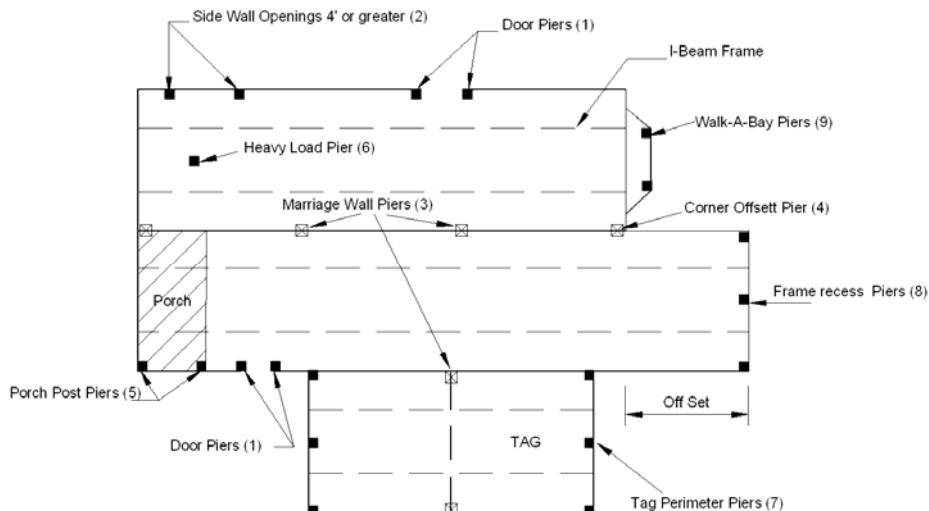 Side Wall Openings 4' or greater (2)
Door Piers (1)
I-Beam Frame
Walk-A-Bay Piers (9)
Heavy Load Pier (6)
Marriage Wall Piers (3)
Corner Offsett Pier (4)
Porch
Frame recess Piers (8)
Porch Post Piers (5)
Off Set
Door Piers (1)
TAG
Tag Perimeter Piers (7)